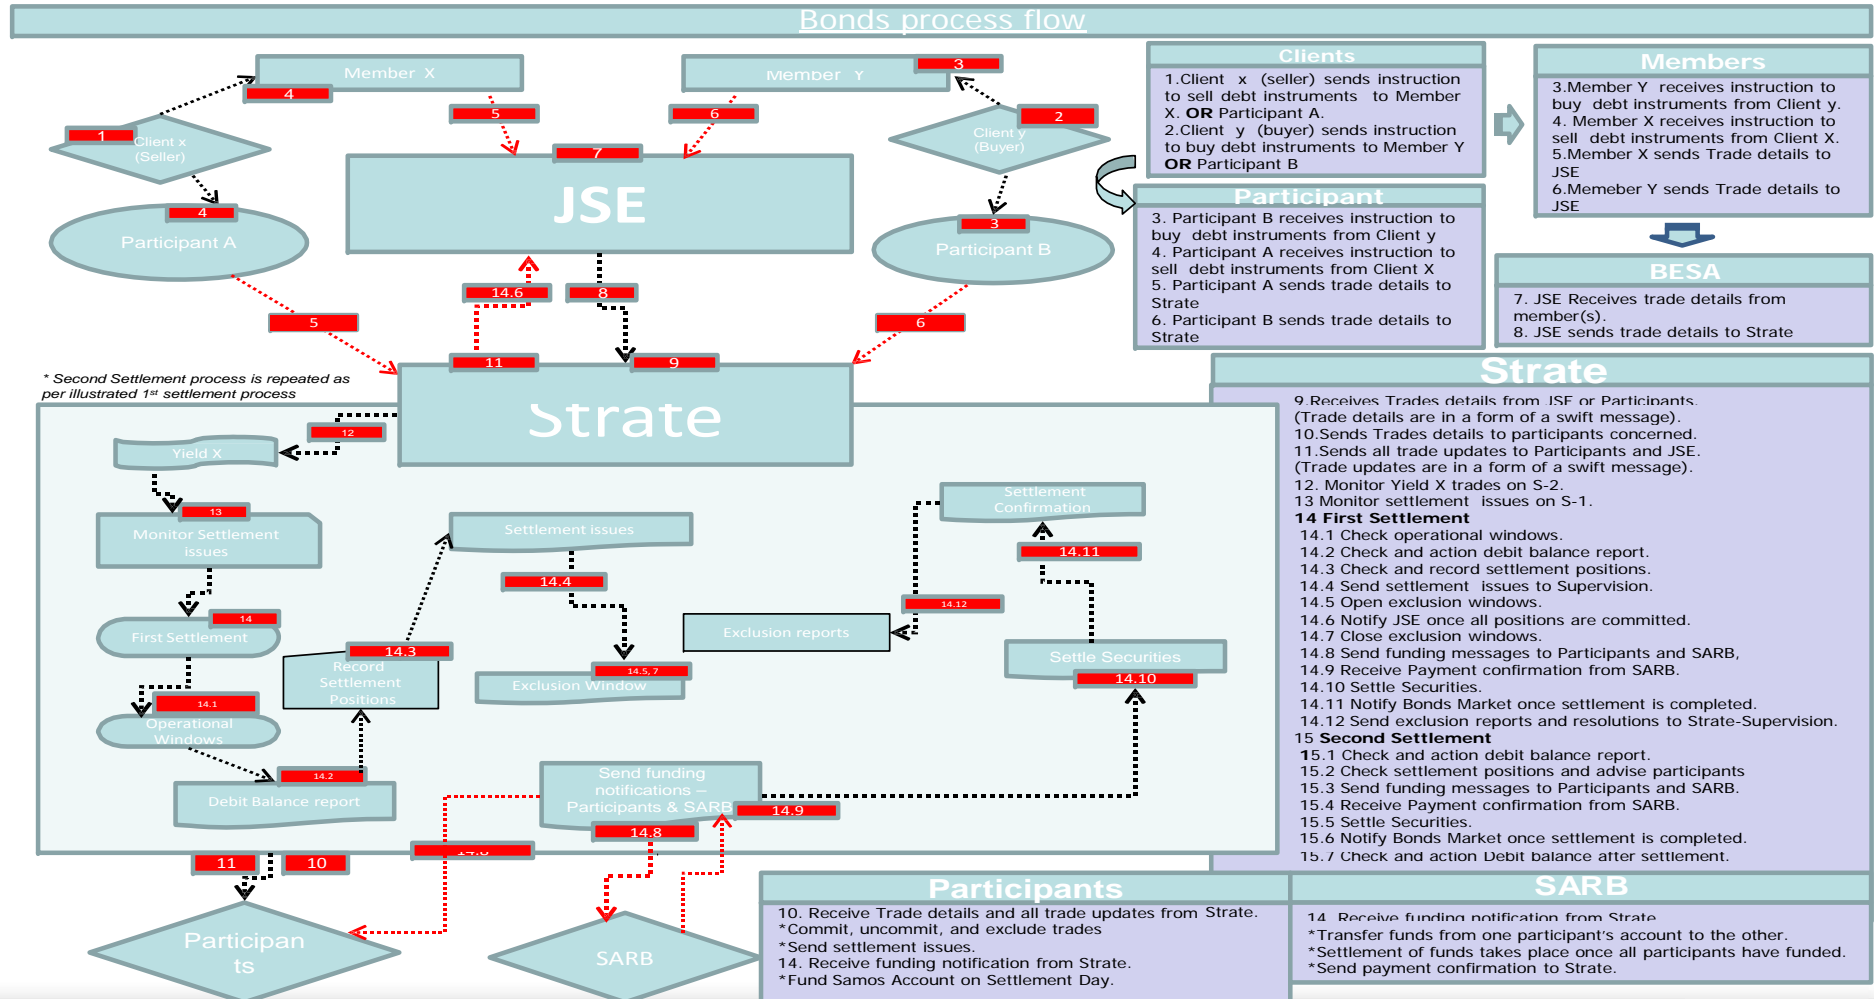 Bonds process flow
Member X
4
Member Y
3
1
Client x
(Seller)
5
6
2
Client y
(Buyer)
7
JSE
4
Participant A
3
Participant B
14.6
8
5
6
11
9
Strate
* Second Settlement process is repeated as
per illustrated 1st settlement process
12
Yield X
13
Monitor Settlement
issues
14
First Settlement
14.1
Operational
Windows
14.2
Debit Balance report
14.3
Record
Settlement
Positions
Settlement issues
14.4
14.5, 7
Exclusion Window
Settlement
Confirmation
14.11
14.12
Exclusion reports
Settle Securities
14.10
Send funding
notifications –
Participants & SARB
14.9
14.8
11
10
Participan
ts
SARB
Clients
1.Client x (seller) sends instruction
to sell debt instruments to Member
X. OR Participant A.
2.Client y (buyer) sends instruction
to buy debt instruments to Member Y
OR Participant B
Members
3.Member Y receives instruction to
buy debt instruments from Client y.
4. Member X receives instruction to
sell debt instruments from Client X.
5.Member X sends Trade details to
JSE
6.Memeber Y sends Trade details to
JSE
Participant
3. Participant B receives instruction to
buy debt instruments from Client y
4. Participant A receives instruction to
sell debt instruments from Client X
5. Participant A sends trade details to
Strate
6. Participant B sends trade details to
Strate
BESA
7. JSE Receives trade details from
member(s).
8. JSE sends trade details to Strate
Strate
9.Receives Trades details from JSE or Participants.
(Trade details are in a form of a swift message).
10.Sends Trades details to participants concerned.
11.Sends all trade updates to Participants and JSE.
(Trade updates are in a form of a swift message).
12. Monitor Yield X trades on S-2.
13 Monitor settlement issues on S-1.
14 First Settlement
14.1 Check operational windows.
14.2 Check and action debit balance report.
14.3 Check and record settlement positions.
14.4 Send settlement issues to Supervision.
14.5 Open exclusion windows.
14.6 Notify JSE once all positions are committed.
14.7 Close exclusion windows.
14.8 Send funding messages to Participants and SARB,
14.9 Receive Payment confirmation from SARB.
14.10 Settle Securities.
14.11 Notify Bonds Market once settlement is completed.
14.12 Send exclusion reports and resolutions to Strate-Supervision.
15 Second Settlement
15.1 Check and action debit balance report.
15.2 Check settlement positions and advise participants
15.3 Send funding messages to Participants and SARB.
15.4 Receive Payment confirmation from SARB.
15.5 Settle Securities.
15.6 Notify Bonds Market once settlement is completed.
15.7 Check and action Debit balance after settlement.
Participants
10. Receive Trade details and all trade updates from Strate.
*Commit, uncommit, and exclude trades
*Send settlement issues.
14. Receive funding notification from Strate.
*Fund Samos Account on Settlement Day.
SARB
14. Receive funding notification from Strate
*Transfer funds from one participant's account to the other.
*Settlement of funds takes place once all participants have funded.
*Send payment confirmation to Strate.